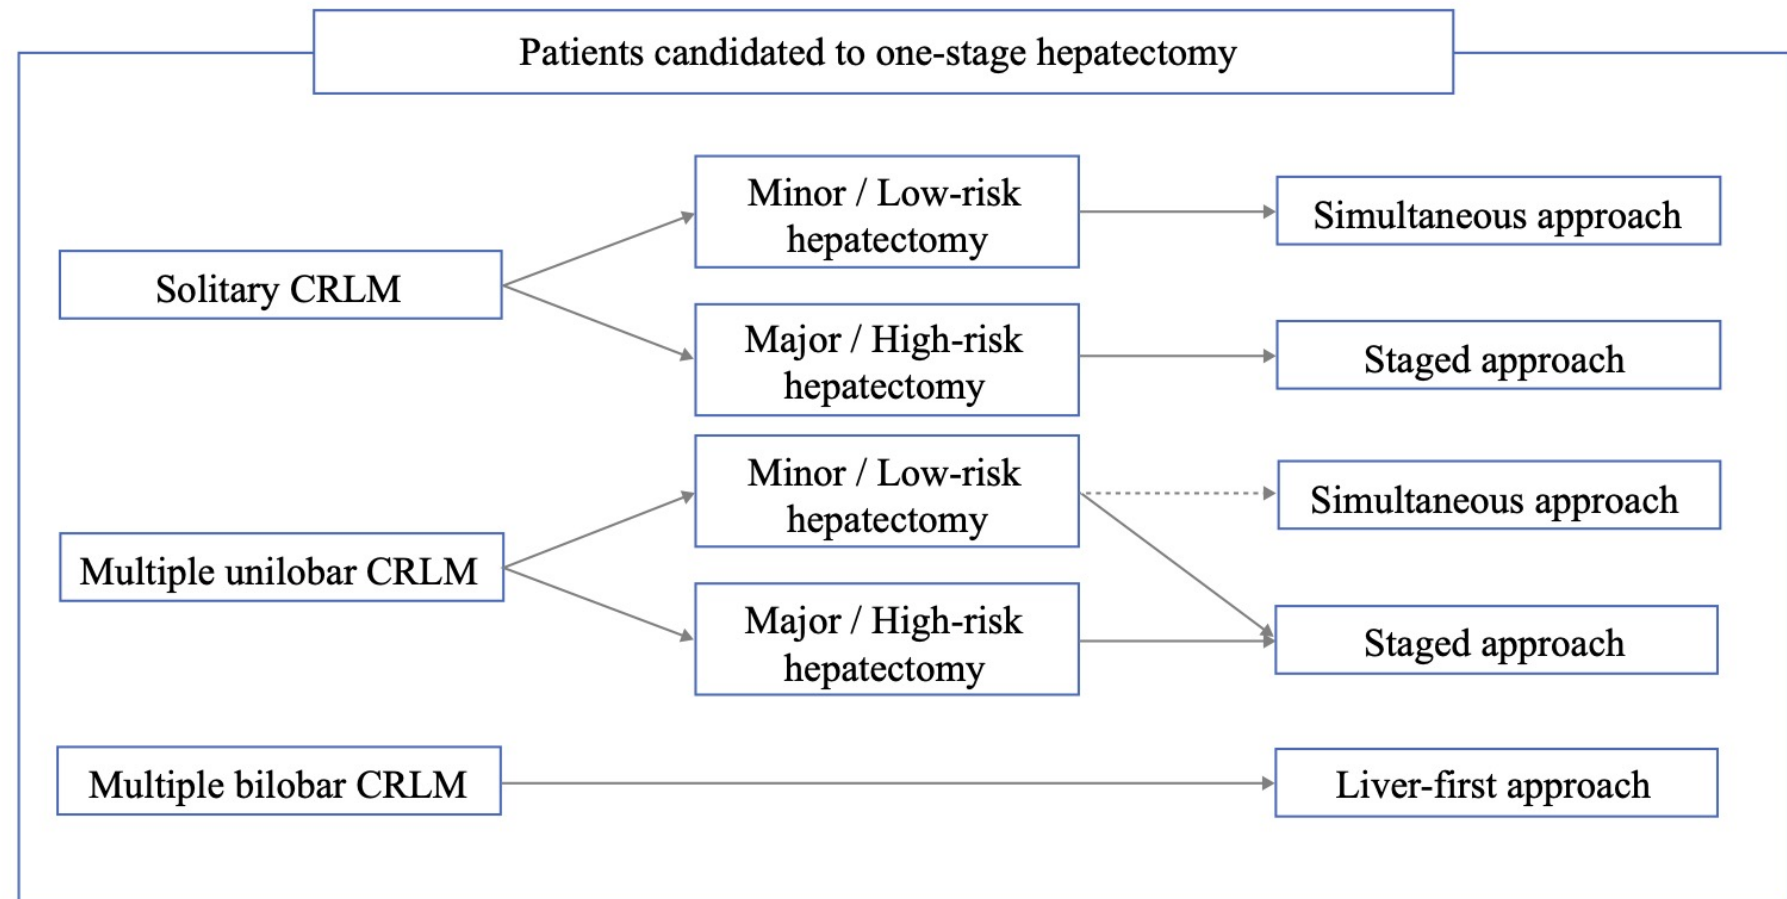 Patients candidated to one-stage hepatectomy
Solitary CRLM
Minor / Low-risk
hepatectomy
Simultaneous approach
Major / High-risk
hepatectomy
Staged approach
Multiple unilobar CRLM
Minor / Low-risk
hepatectomy
Simultaneous approach
Major / High-risk
hepatectomy
Staged approach
Multiple bilobar CRLM
Liver-first approach